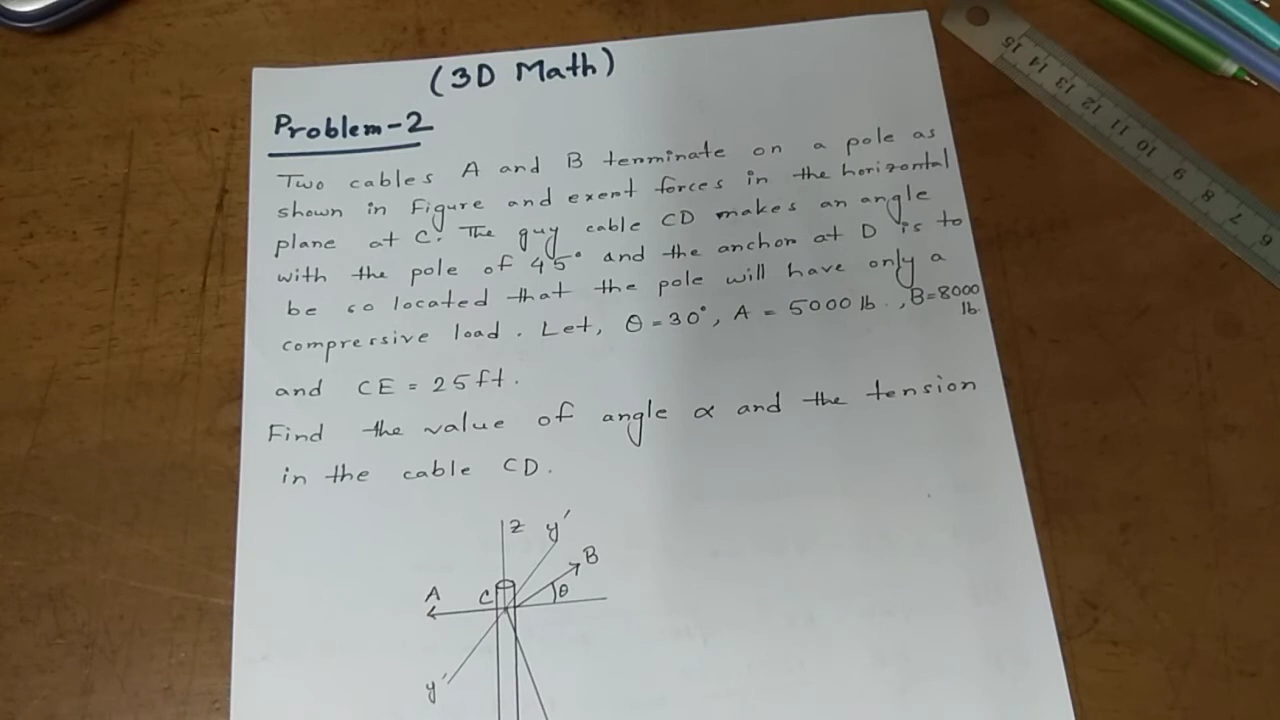 (3D Math)
Problem-2
Two cables A and B terminate on a pole as
shown in Figure and exert forces in the horizontal
plane at C. The guy cable CD makes an angle
with the pole of 45° and the anchor at D is to
be so located that the pole will have only a
compressive load. Let, θ=30°, A = 5000 lb., B=8000
lb.
and CE = 25ft.
Find the value of angle α and the tension
in the cable CD.
z y'
B
A C θ
y'
15 14 13 12 11 10 9 8 7 6